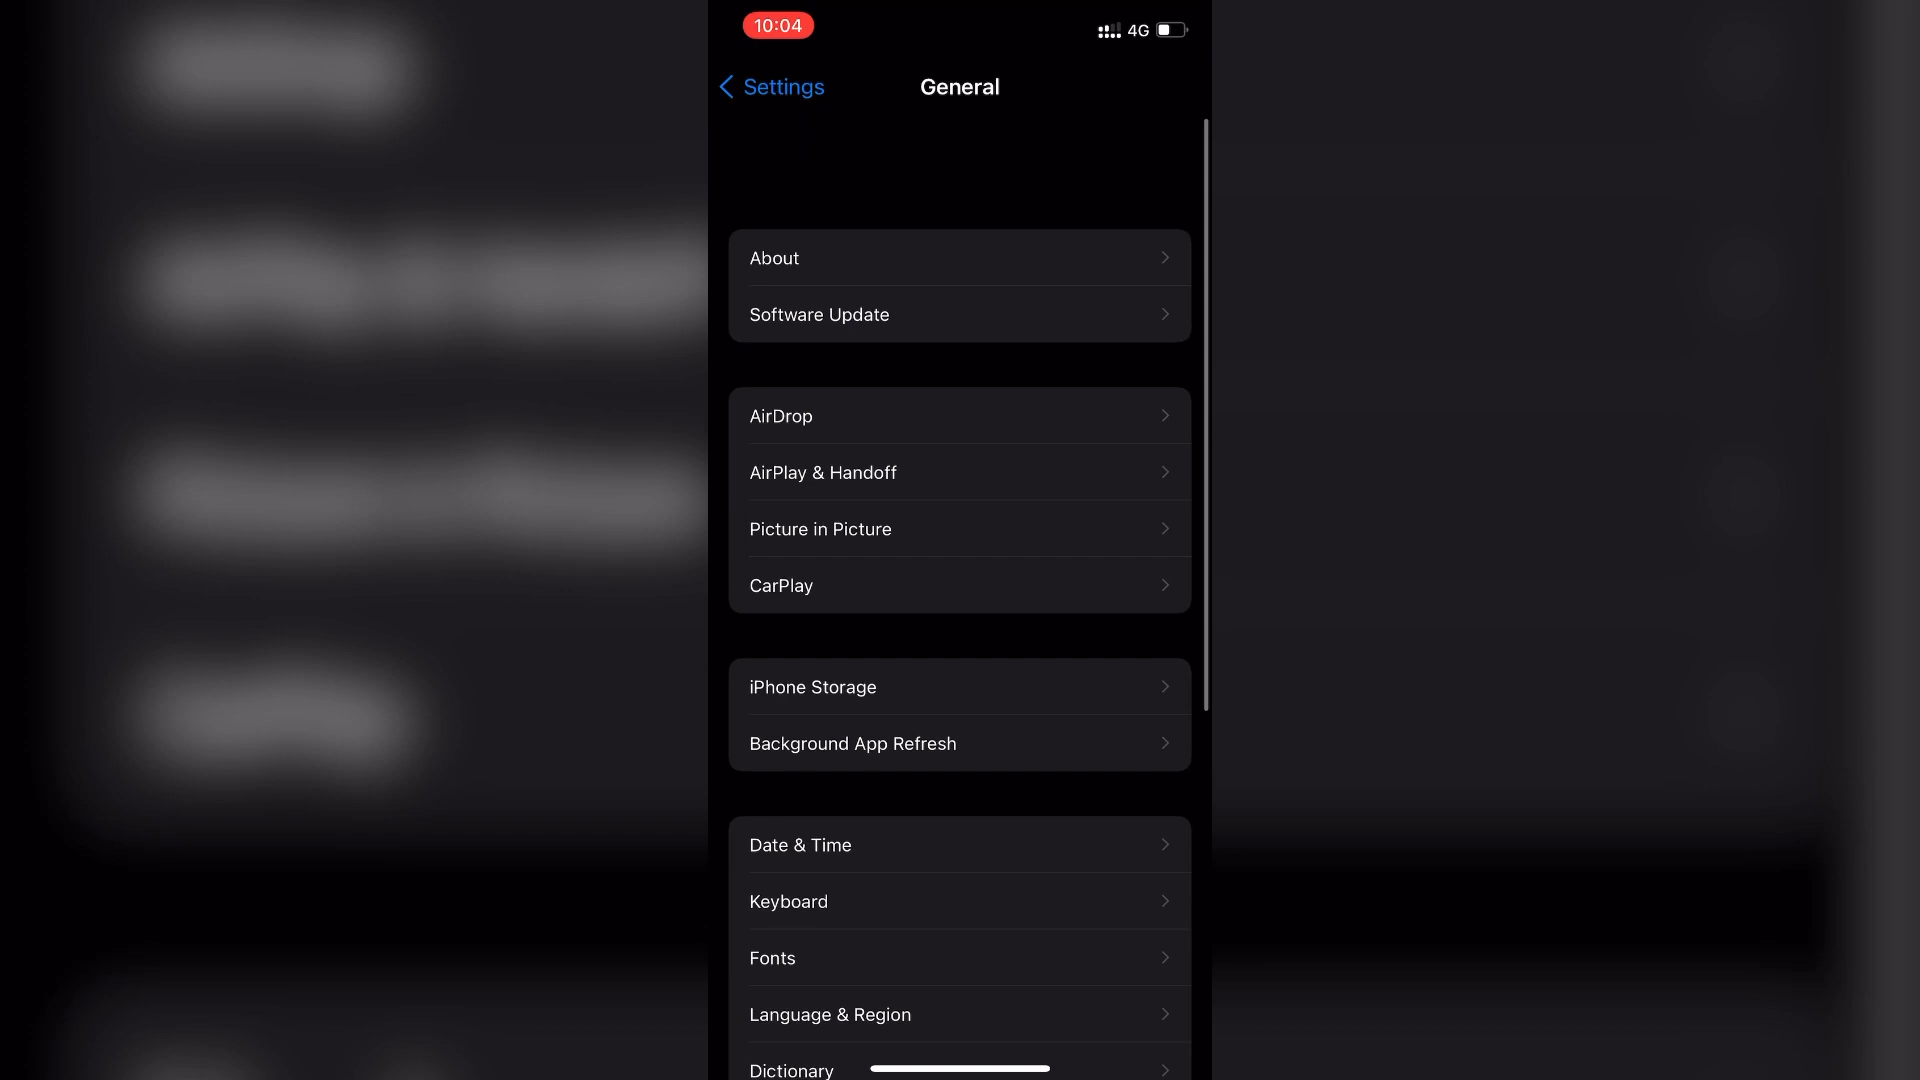 10:04
4G
Settings
General
About
Software Update
AirDrop
AirPlay & Handoff
Picture in Picture
CarPlay
iPhone Storage
Background App Refresh
Date & Time
Keyboard
Fonts
Language & Region
Dictionary